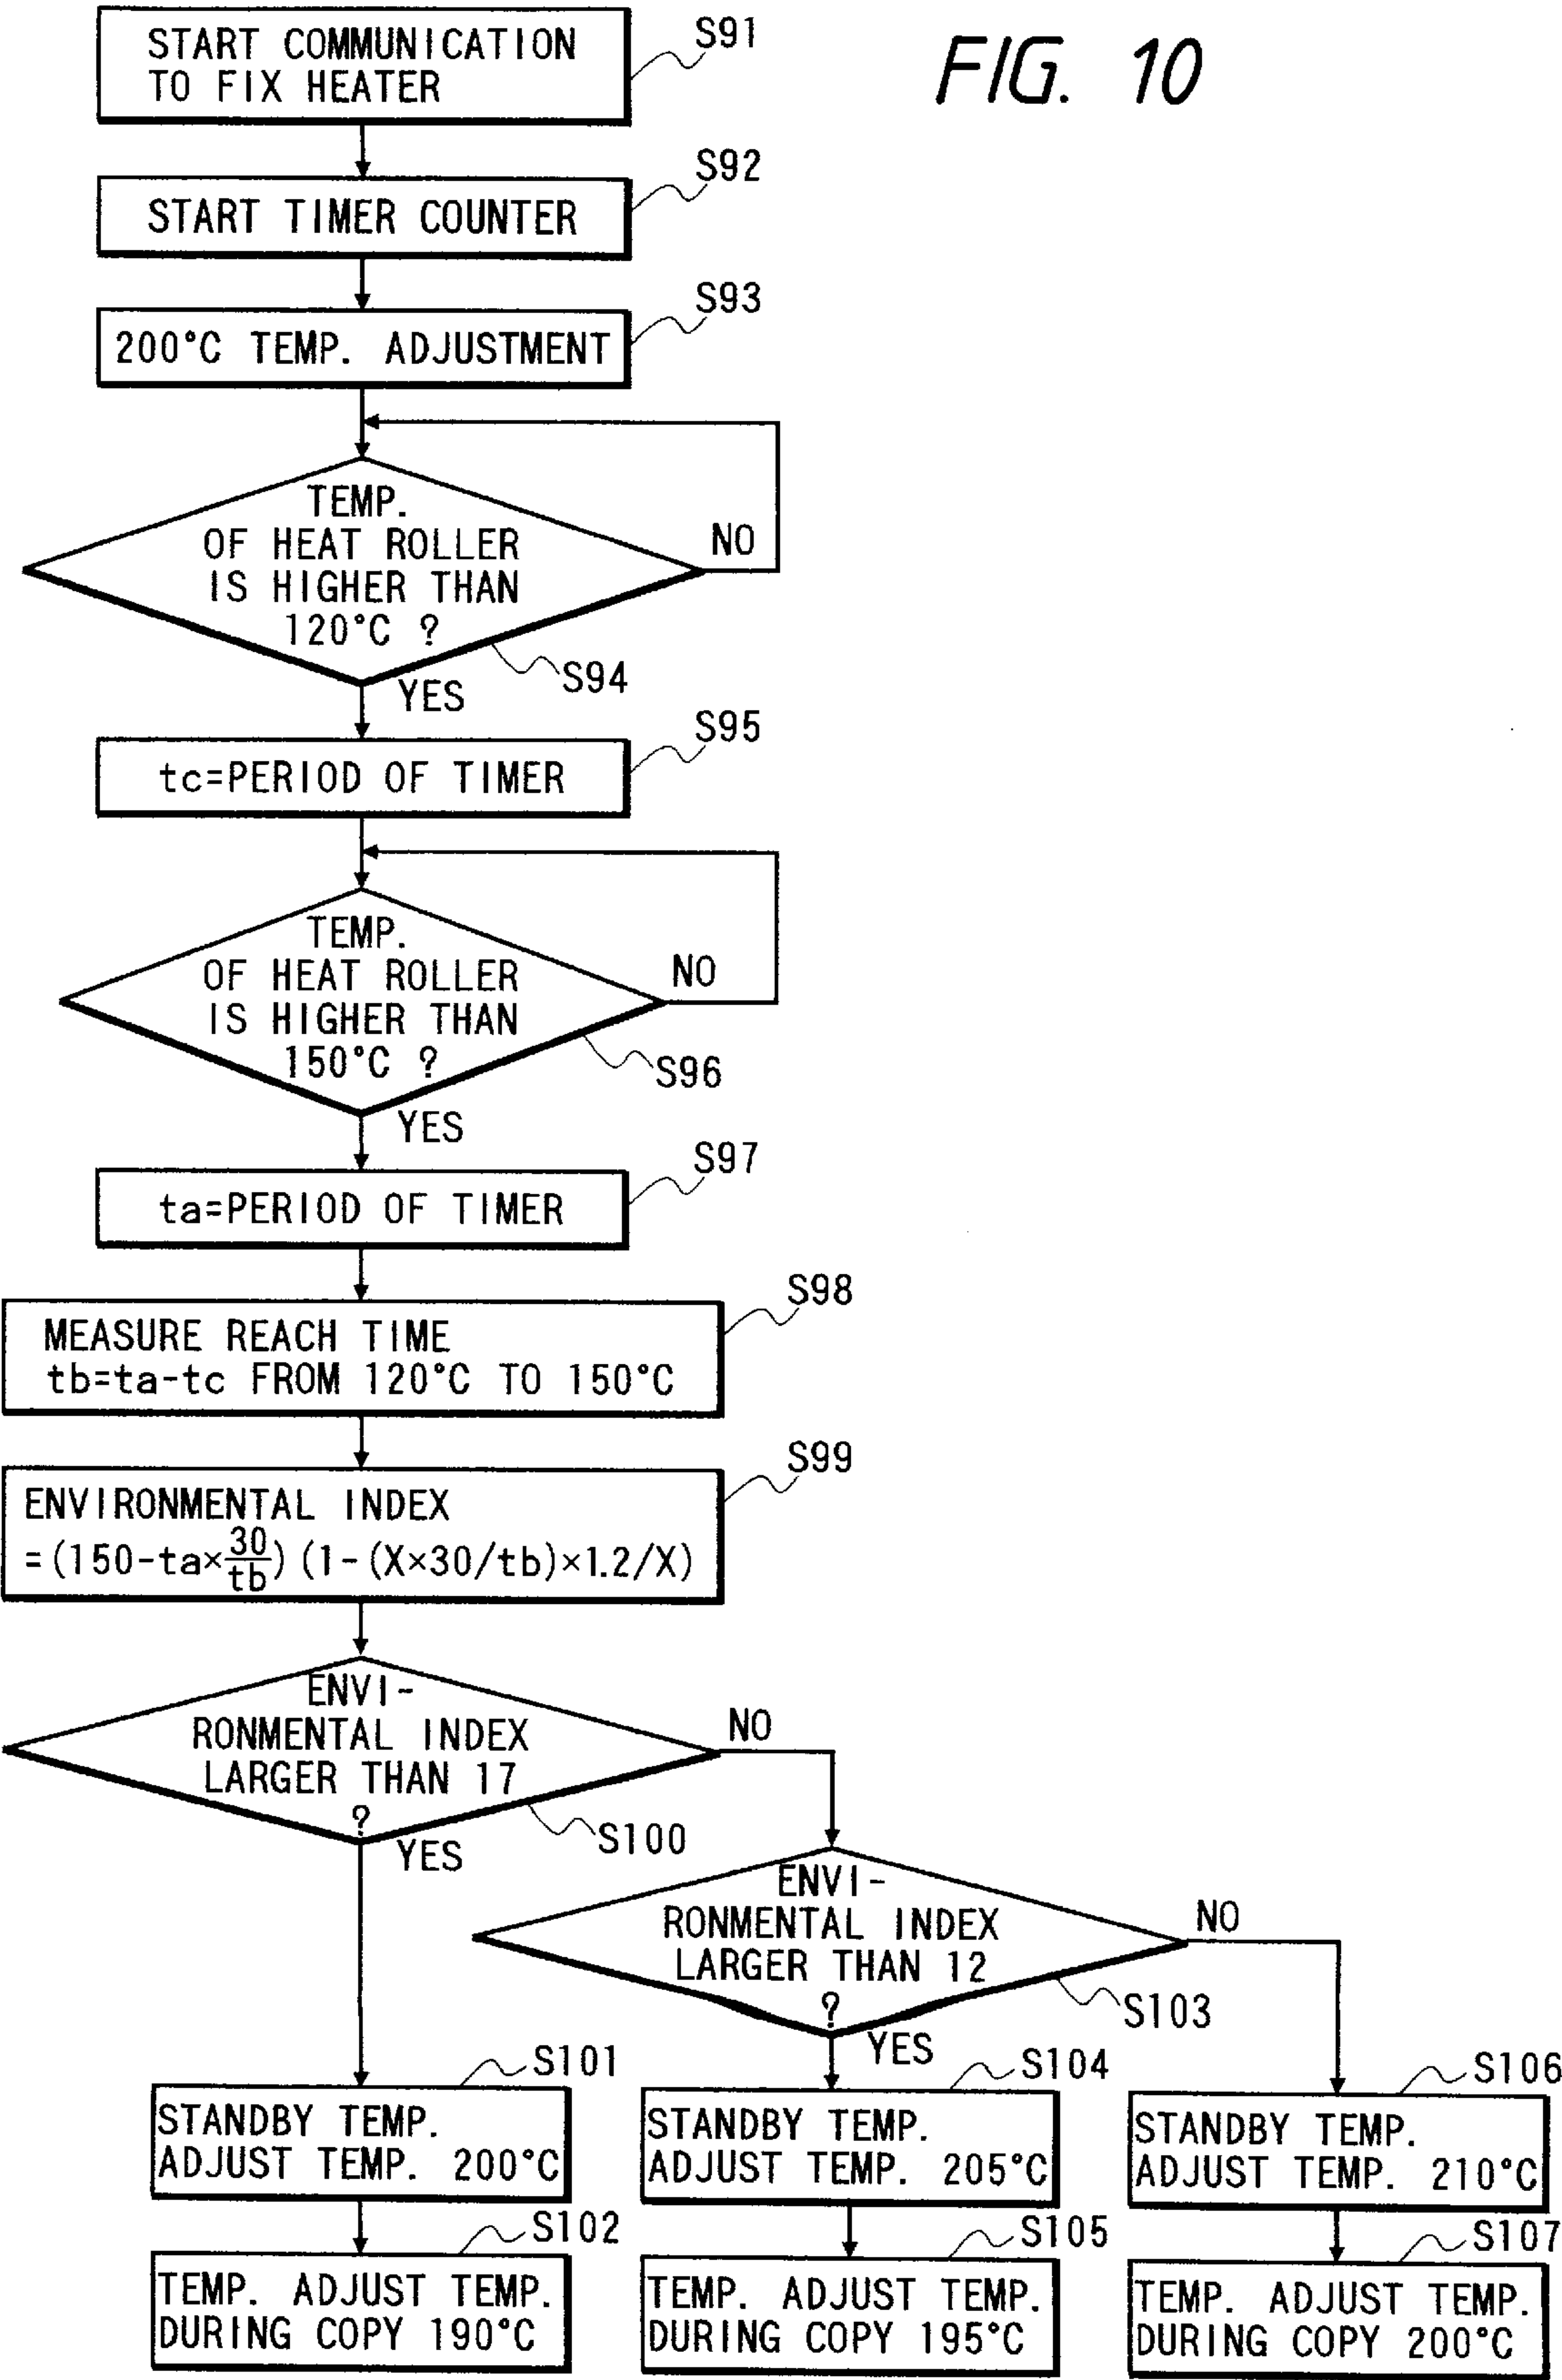 FIG. 10
START COMMUNICATION
TO FIX HEATER
S91
START TIMER COUNTER
S92
200°C TEMP. ADJUSTMENT
S93
TEMP.
OF HEAT ROLLER
IS HIGHER THAN
120°C ?
NO
S94
YES
tc=PERIOD OF TIMER
S95
TEMP.
OF HEAT ROLLER
IS HIGHER THAN
150°C ?
NO
S96
YES
ta=PERIOD OF TIMER
S97
MEASURE REACH TIME
tb=ta-tc FROM 120°C TO 150°C
S98
ENVIRONMENTAL INDEX
=(150-ta×30/tb) (1-(X×30/tb)×1.2/X)
S99
ENVI-
RONMENTAL INDEX
LARGER THAN 17
?
NO
S100
YES
ENVI-
RONMENTAL INDEX
LARGER THAN 12
?
NO
S103
YES
S101
STANDBY TEMP.
ADJUST TEMP. 200°C
S102
TEMP. ADJUST TEMP.
DURING COPY 190°C
S104
STANDBY TEMP.
ADJUST TEMP. 205°C
S105
TEMP. ADJUST TEMP.
DURING COPY 195°C
S106
STANDBY TEMP.
ADJUST TEMP. 210°C
S107
TEMP. ADJUST TEMP.
DURING COPY 200°C